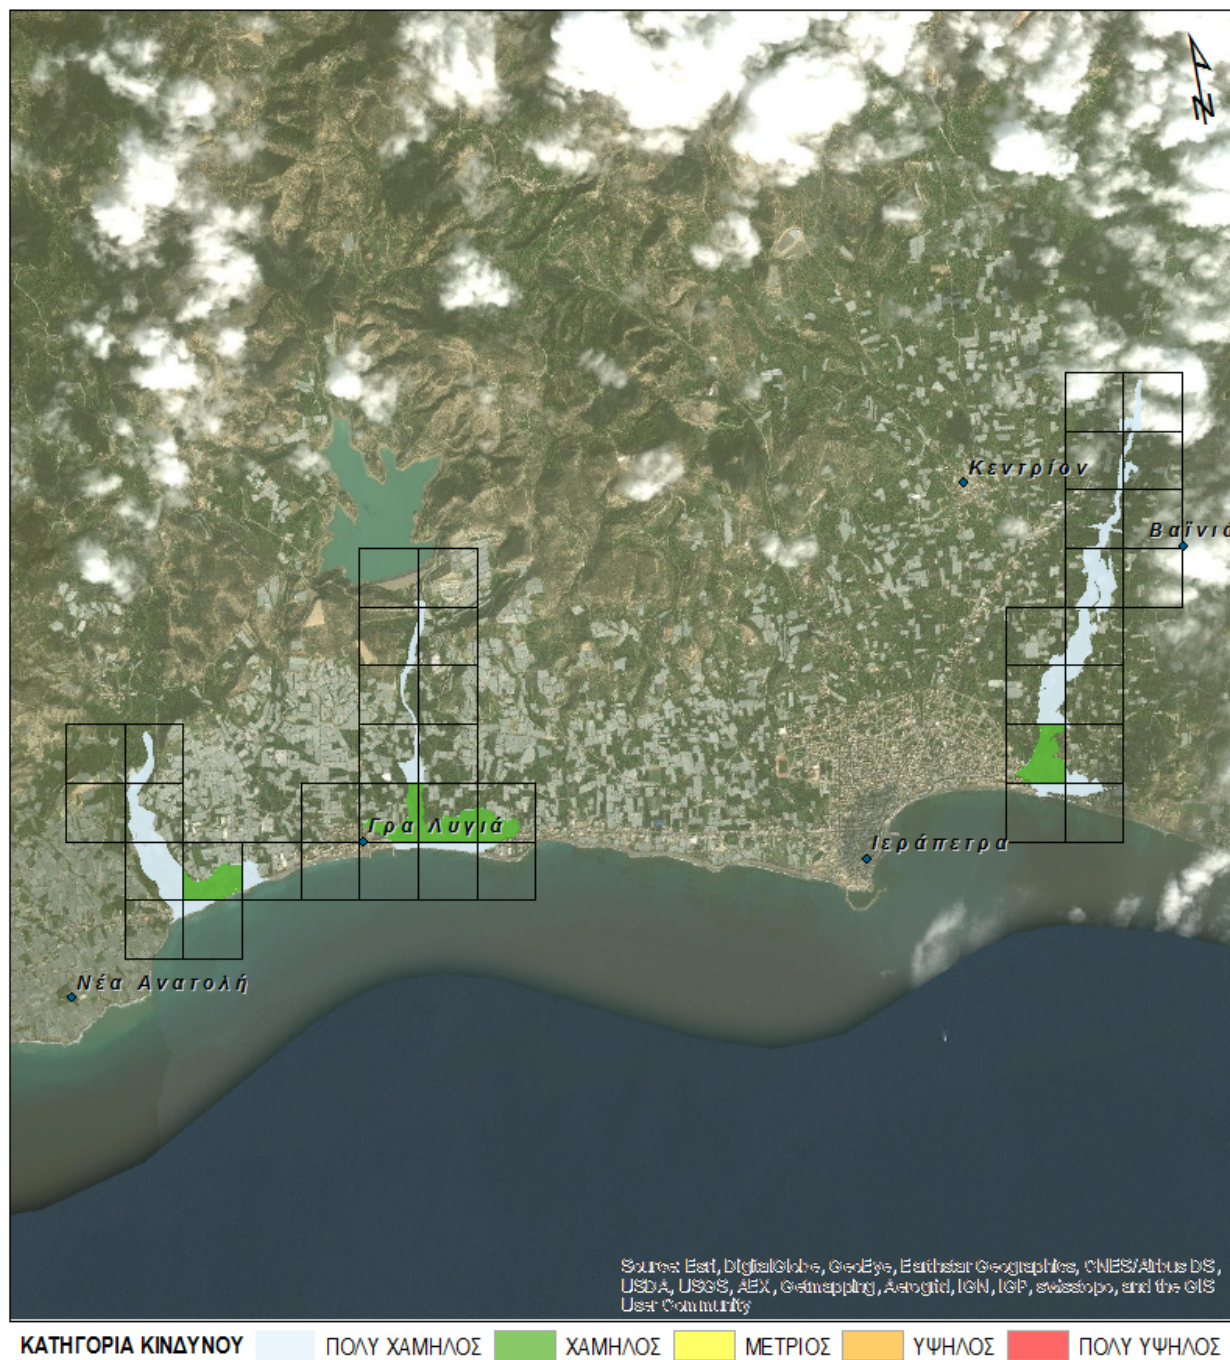 N
Κεντρίον
Βαϊνιά
Γρα Λυγιά
Ιεράπετρα
Νέα Ανατολή
Source: Esri, DigitalGlobe, GeoEye, Earthstar Geographics, CNES/Airbus DS,
USDA, USGS, AEX, Getmapping, Aerogrid, IGN, IGP, swisstopo, and the GIS
User Community
ΚΑΤΗΓΟΡΙΑ ΚΙΝΔΥΝΟΥ ΠΟΛΥ ΧΑΜΗΛΟΣ ΧΑΜΗΛΟΣ ΜΕΤΡΙΟΣ ΥΨΗΛΟΣ ΠΟΛΥ ΥΨΗΛΟΣ